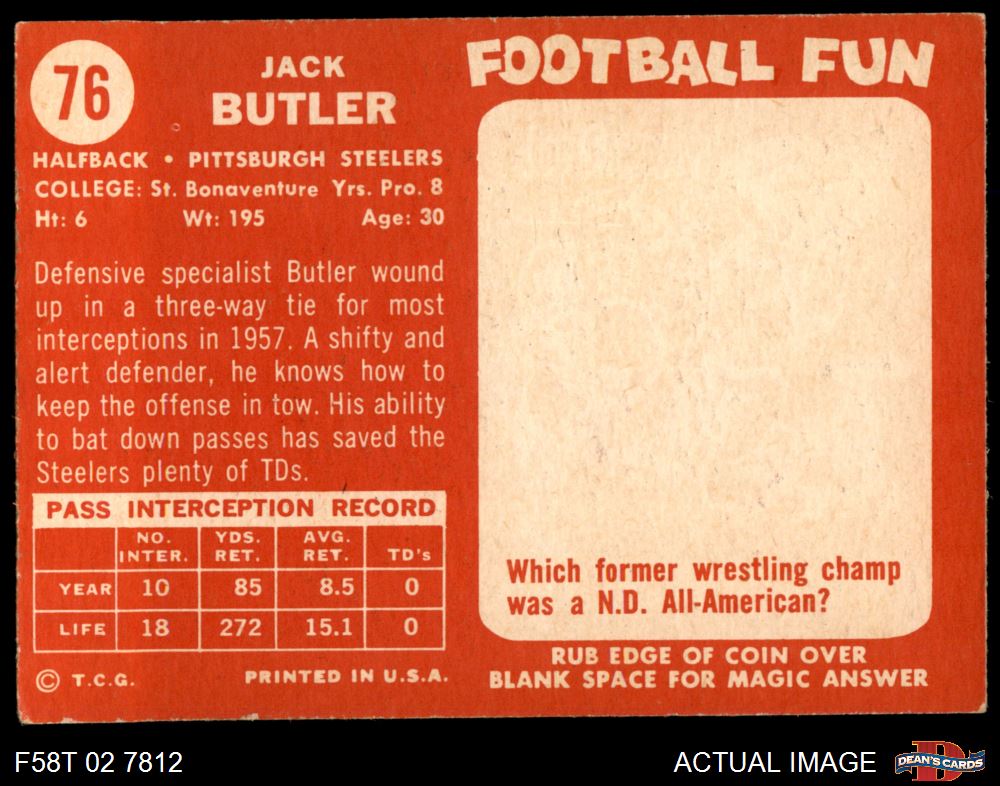 76
JACK
BUTLER
HALFBACK • PITTSBURGH STEELERS
COLLEGE: St. Bonaventure Yrs. Pro. 8
Ht: 6 Wt: 195 Age: 30
Defensive specialist Butler wound
up in a three-way tie for most
interceptions in 1957. A shifty and
alert defender, he knows how to
keep the offense in tow. His ability
to bat down passes has saved the
Steelers plenty of TDs.
PASS INTERCEPTION RECORD
NO. INTER. YDS. RET. AVG. RET. TD's
YEAR 10 85 8.5 0
LIFE 18 272 15.1 0
© T.C.G. PRINTED IN U.S.A.
FOOTBALL FUN
Which former wrestling champ
was a N.D. All-American?
RUB EDGE OF COIN OVER
BLANK SPACE FOR MAGIC ANSWER
F58T 02 7812
ACTUAL IMAGE
D
DEAN'S CARDS